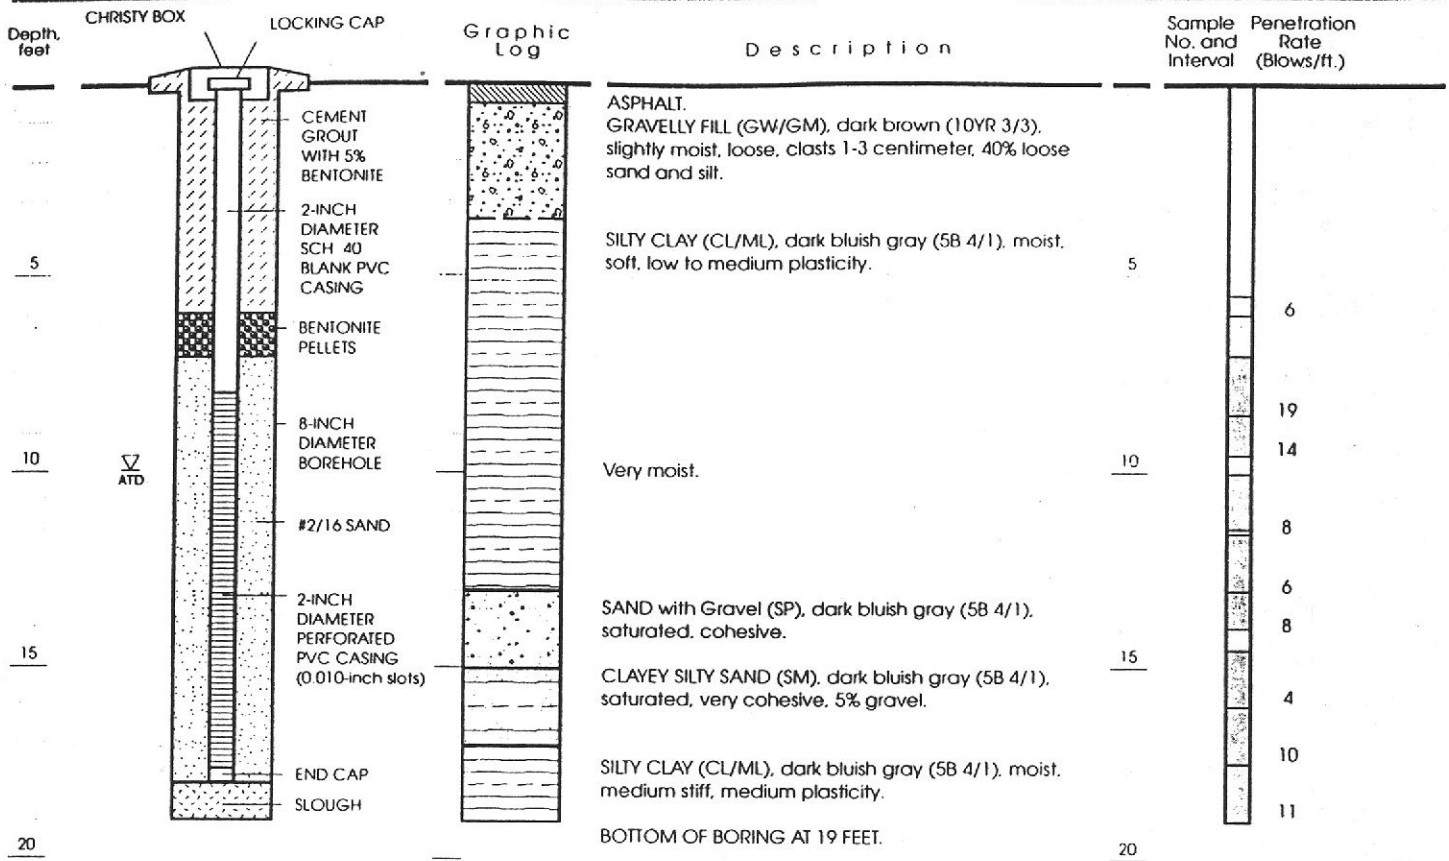 CHRISTY BOX
LOCKING CAP
Depth,
feet
Graphic
Log
Description
Sample
No. and
Interval
Penetration
Rate
(Blows/ft.)
CEMENT
GROUT
WITH 5%
BENTONITE
2-INCH
DIAMETER
SCH 40
BLANK PVC
CASING
BENTONITE
PELLETS
8-INCH
DIAMETER
BOREHOLE
#2/16 SAND
2-INCH
DIAMETER
PERFORATED
PVC CASING
(0.010-inch slots)
END CAP
SLOUGH
5
10
15
20
ATD
ASPHALT.
GRAVELLY FILL (GW/GM), dark brown (10YR 3/3),
slightly moist, loose, clasts 1-3 centimeter, 40% loose
sand and silt.
SILTY CLAY (CL/ML), dark bluish gray (5B 4/1), moist,
soft, low to medium plasticity.
Very moist.
SAND with Gravel (SP), dark bluish gray (5B 4/1),
saturated, cohesive.
CLAYEY SILTY SAND (SM), dark bluish gray (5B 4/1),
saturated, very cohesive, 5% gravel.
SILTY CLAY (CL/ML), dark bluish gray (5B 4/1), moist,
medium stiff, medium plasticity.
BOTTOM OF BORING AT 19 FEET.
5
10
15
20
6
19
14
8
6
8
4
10
11